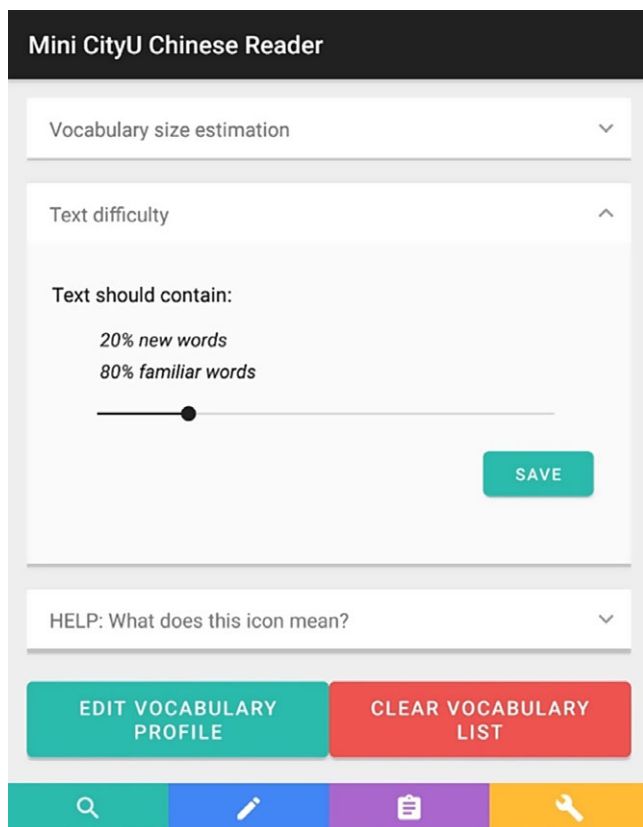 Mini CityU Chinese Reader
Vocabulary size estimation
Text difficulty
Text should contain:
20% new words
80% familiar words
SAVE
HELP: What does this icon mean?
EDIT VOCABULARY
PROFILE
CLEAR VOCABULARY
LIST